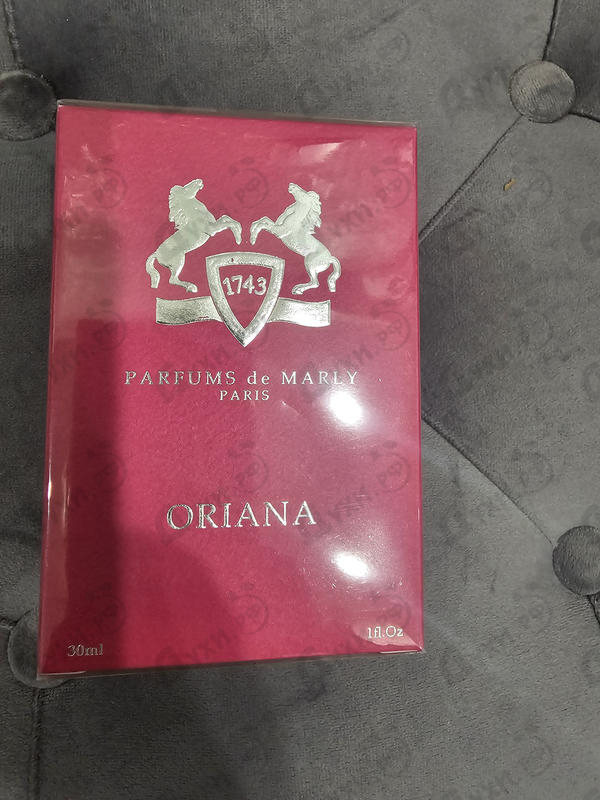 1743
PARFUMS de MARLY
PARIS
ORIANA
30ml
1fl.Oz